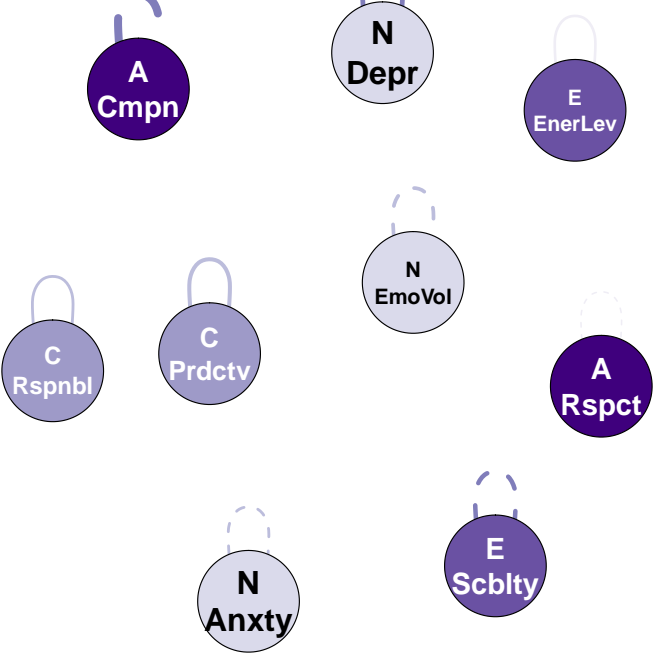 A
Cmpn
N
Depr
E
EnerLev
N
EmoVol
C
Rspnbl
C
Prdctv
A
Rspct
N
Anxty
E
Scblty